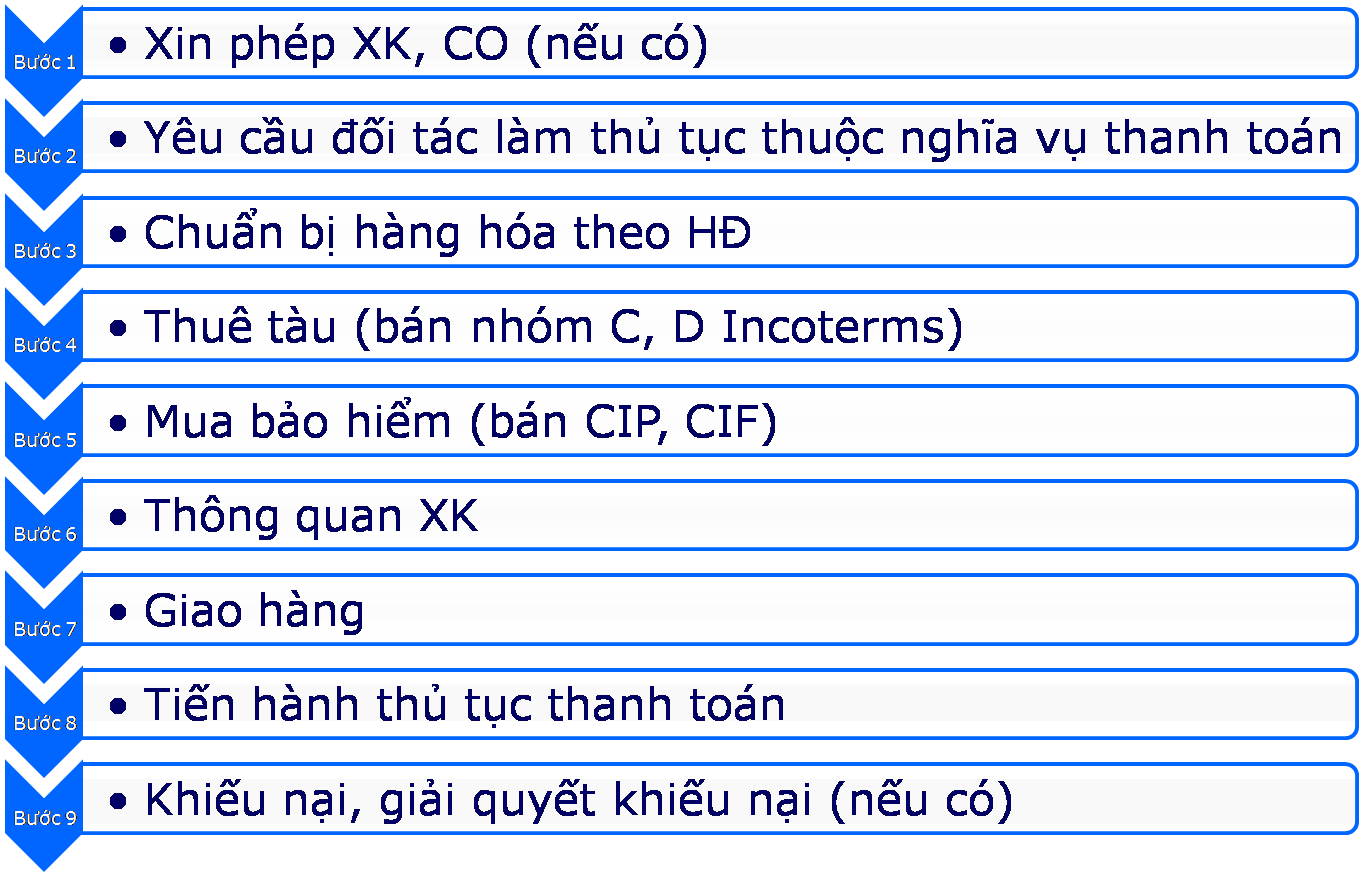 Bước 1
• Xin phép XK, CO (nếu có)
Bước 2
• Yêu cầu đối tác làm thủ tục thuộc nghĩa vụ thanh toán
Bước 3
• Chuẩn bị hàng hóa theo HĐ
Bước 4
• Thuê tàu (bán nhóm C, D Incoterms)
Bước 5
• Mua bảo hiểm (bán CIP, CIF)
Bước 6
• Thông quan XK
Bước 7
• Giao hàng
Bước 8
• Tiến hành thủ tục thanh toán
Bước 9
• Khiếu nại, giải quyết khiếu nại (nếu có)